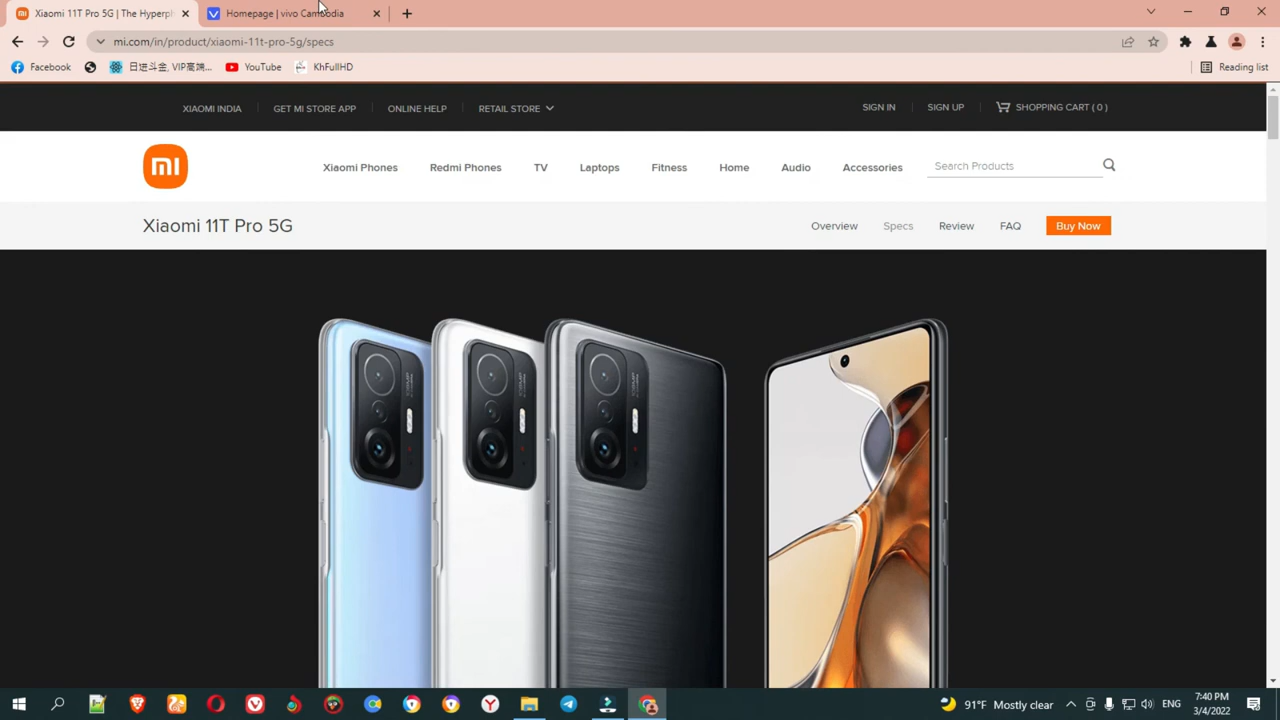 Xiaomi 11T Pro 5G | The Hyperph
Homepage | vivo Cambodia
mi.com/in/product/xiaomi-11t-pro-5g/specs
Facebook
日进斗金, VIP高端...
YouTube
KhFullHD
Reading list
XIAOMI INDIA
GET MI STORE APP
ONLINE HELP
RETAIL STORE
SIGN IN
SIGN UP
SHOPPING CART ( 0 )
Xiaomi Phones
Redmi Phones
TV
Laptops
Fitness
Home
Audio
Accessories
Search Products
Xiaomi 11T Pro 5G
Overview
Specs
Review
FAQ
Buy Now
91°F Mostly clear
ENG
7:40 PM
3/4/2022